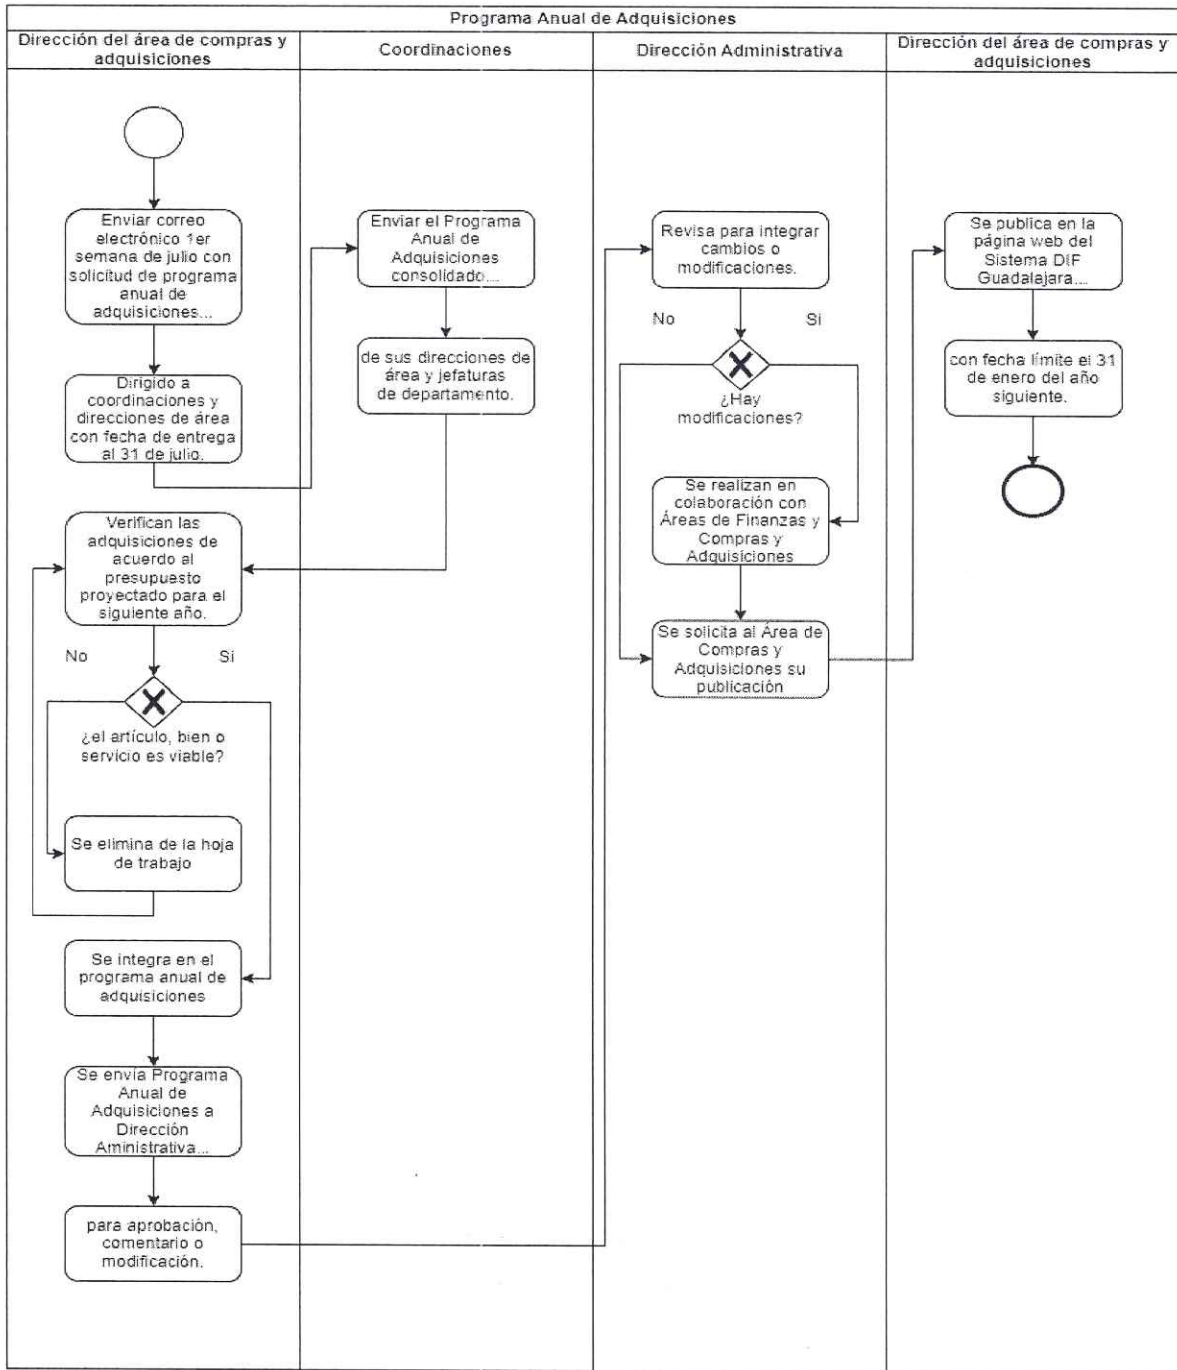 Programa Anual de Adquisiciones
Dirección del área de compras y
adquisiciones
Coordinaciones
Dirección Administrativa
Dirección del área de compras y
adquisiciones
Enviar correo
electrónico 1er
semana de julio con
solicitud de programa
anual de
adquisiciones...
Dirigido a
coordinaciones y
direcciones de área
con fecha de entrega
al 31 de julio.
Verifican las
adquisiciones de
acuerdo al
presupuesto
proyectado para el
siguiente año.
No
Si
¿el artículo, bien o
servicio es viable?
Se elimina de la hoja
de trabajo
Se integra en el
programa anual de
adquisiciones
Se envía Programa
Anual de
Adquisiciones a
Dirección
Aministrativa...
para aprobación,
comentario o
modificación.
Enviar el Programa
Anual de
Adquisiciones
consolidado....
de sus direcciones de
área y jefaturas
de departamento.
Revisa para integrar
cambios o
modificaciones.
No
Si
¿Hay
modificaciones?
Se realizan en
colaboración con
Áreas de Finanzas y
Compras y
Adquisiciones
Se solicita al Área de
Compras y
Adquisiciones su
publicación
Se publica en la
página web del
Sistema DIF
Guadalajara....
con fecha límite el 31
de enero del año
siguiente.